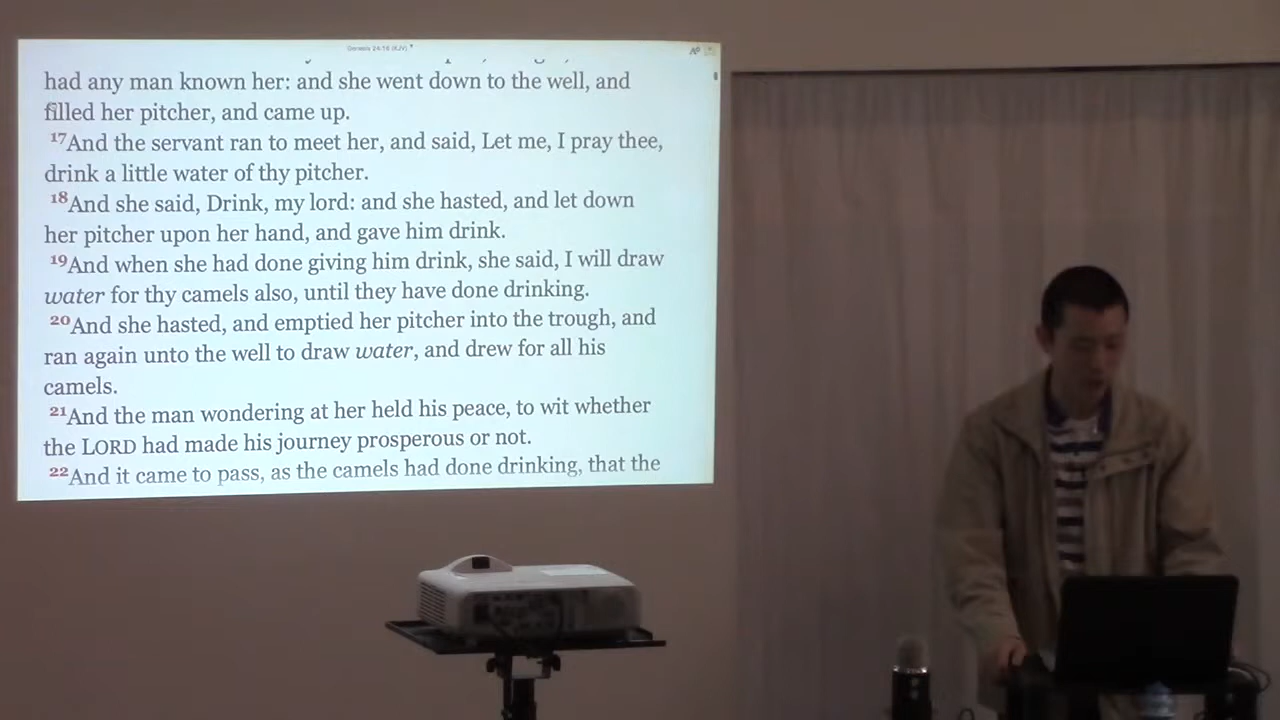 Genesis 24:16 (KJV)
had any man known her: and she went down to the well, and
filled her pitcher, and came up.
17And the servant ran to meet her, and said, Let me, I pray thee,
drink a little water of thy pitcher.
18And she said, Drink, my lord: and she hasted, and let down
her pitcher upon her hand, and gave him drink.
19And when she had done giving him drink, she said, I will draw
water for thy camels also, until they have done drinking.
20And she hasted, and emptied her pitcher into the trough, and
ran again unto the well to draw water, and drew for all his
camels.
21And the man wondering at her held his peace, to wit whether
the LORD had made his journey prosperous or not.
22And it came to pass, as the camels had done drinking, that the